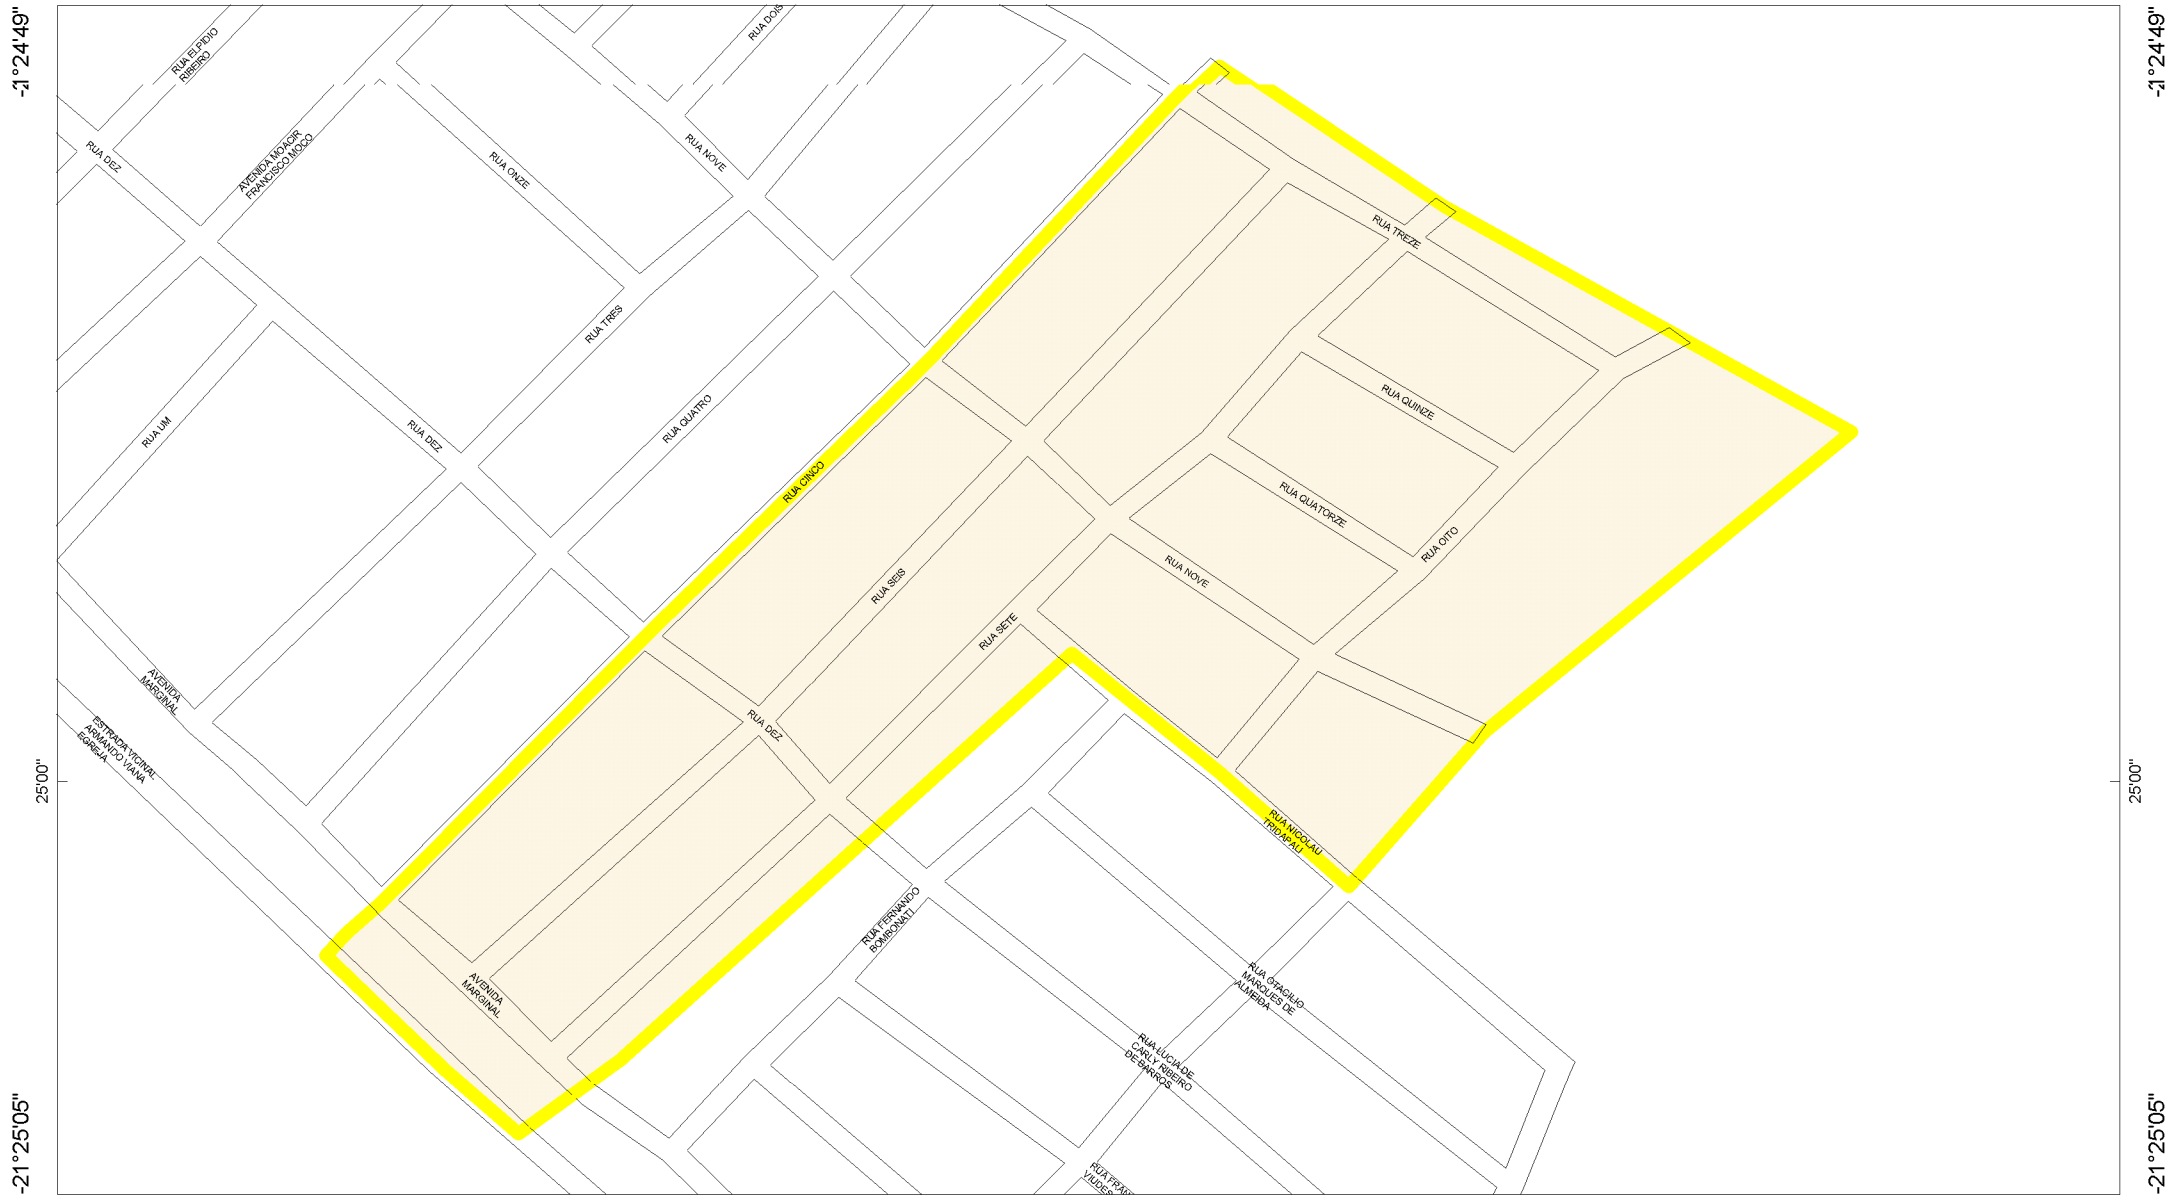 -21°24'49"
-21°24'49"
RUA ELPIDIO
RIBEIRO
RUA DOIS
RUA DEZ
AVENIDA MOACIR
FRANCISCO MOCO
RUA ONZE
RUA NOVE
RUA TREZE
RUA TRES
RUA QUINZE
RUA UM
RUA DEZ
RUA QUATRO
RUA CINCO
RUA QUATORZE
RUA OITO
RUA SEIS
RUA NOVE
RUA SETE
AVENIDA
MARGINAL
RUA DEZ
ESTRADA VICINAL
ARMANDO VIANA
EGREJA
25'00"
25'00"
RUA NICOLAU
TRIDAPALI
RUA FERNANDO
BOMBONATI
AVENIDA
MARGINAL
RUA OTACILIO
MARQUES DE
ALMEIDA
RUA LUCIA DE
CARLY RIBEIRO
DE BARROS
RUA FRAN
VIUDES
-21°25'05"
-21°25'05"